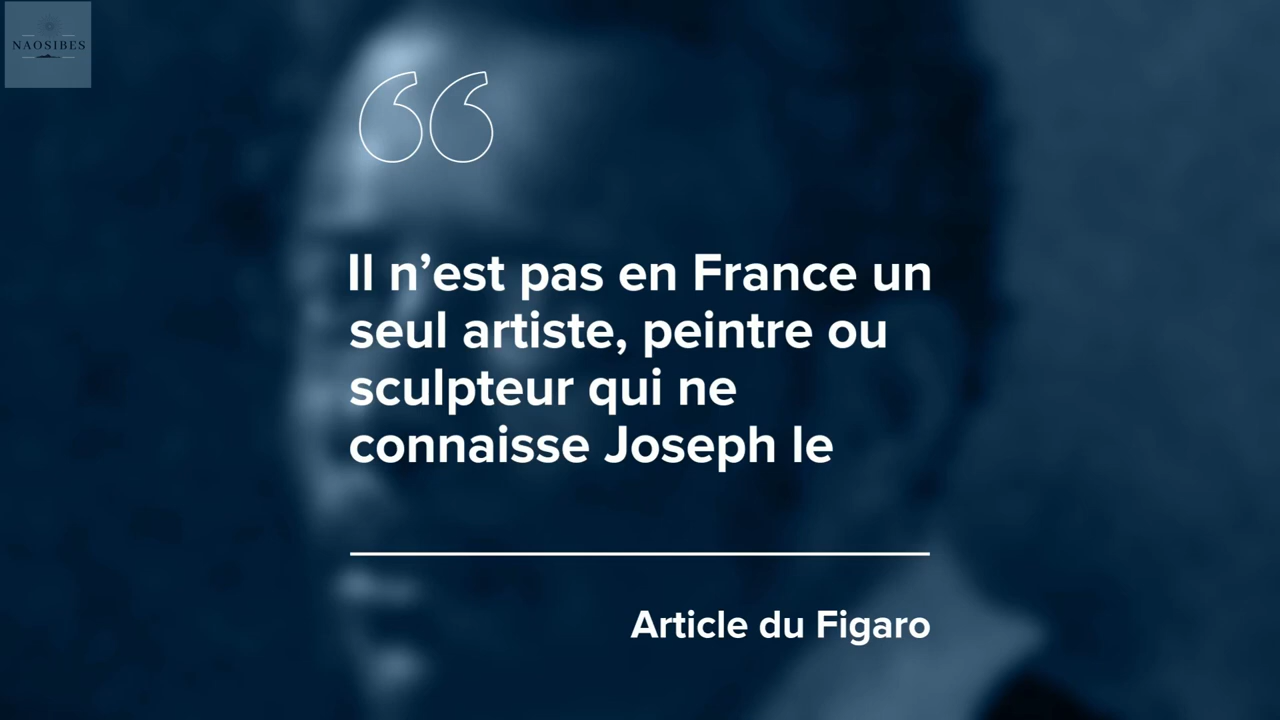 NAOSIBES
Il n’est pas en France un
seul artiste, peintre ou
sculpteur qui ne
connaisse Joseph le
Article du Figaro